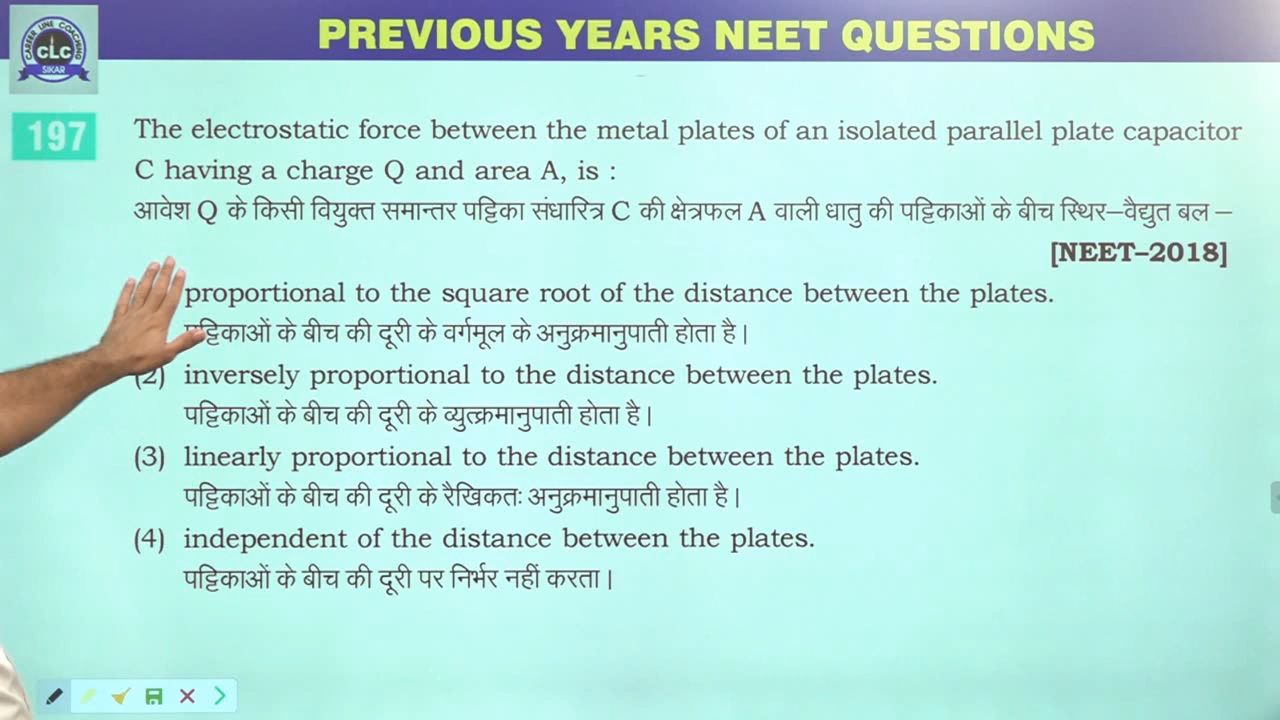 CAREER LINE COACHING
CLC
SIKAR
PREVIOUS YEARS NEET QUESTIONS
197
The electrostatic force between the metal plates of an isolated parallel plate capacitor
C having a charge Q and area A, is :
आवेश Q के किसी वियुक्त समान्तर पट्टिका संधारित्र C की क्षेत्रफल A वाली धातु की पट्टिकाओं के बीच स्थिर–वैद्युत बल –
[NEET–2018]
proportional to the square root of the distance between the plates.
पट्टिकाओं के बीच की दूरी के वर्गमूल के अनुक्रमानुपाती होता है।
(2) inversely proportional to the distance between the plates.
पट्टिकाओं के बीच की दूरी के व्युत्क्रमानुपाती होता है।
(3) linearly proportional to the distance between the plates.
पट्टिकाओं के बीच की दूरी के रैखिकतः अनुक्रमानुपाती होता है।
(4) independent of the distance between the plates.
पट्टिकाओं के बीच की दूरी पर निर्भर नहीं करता।